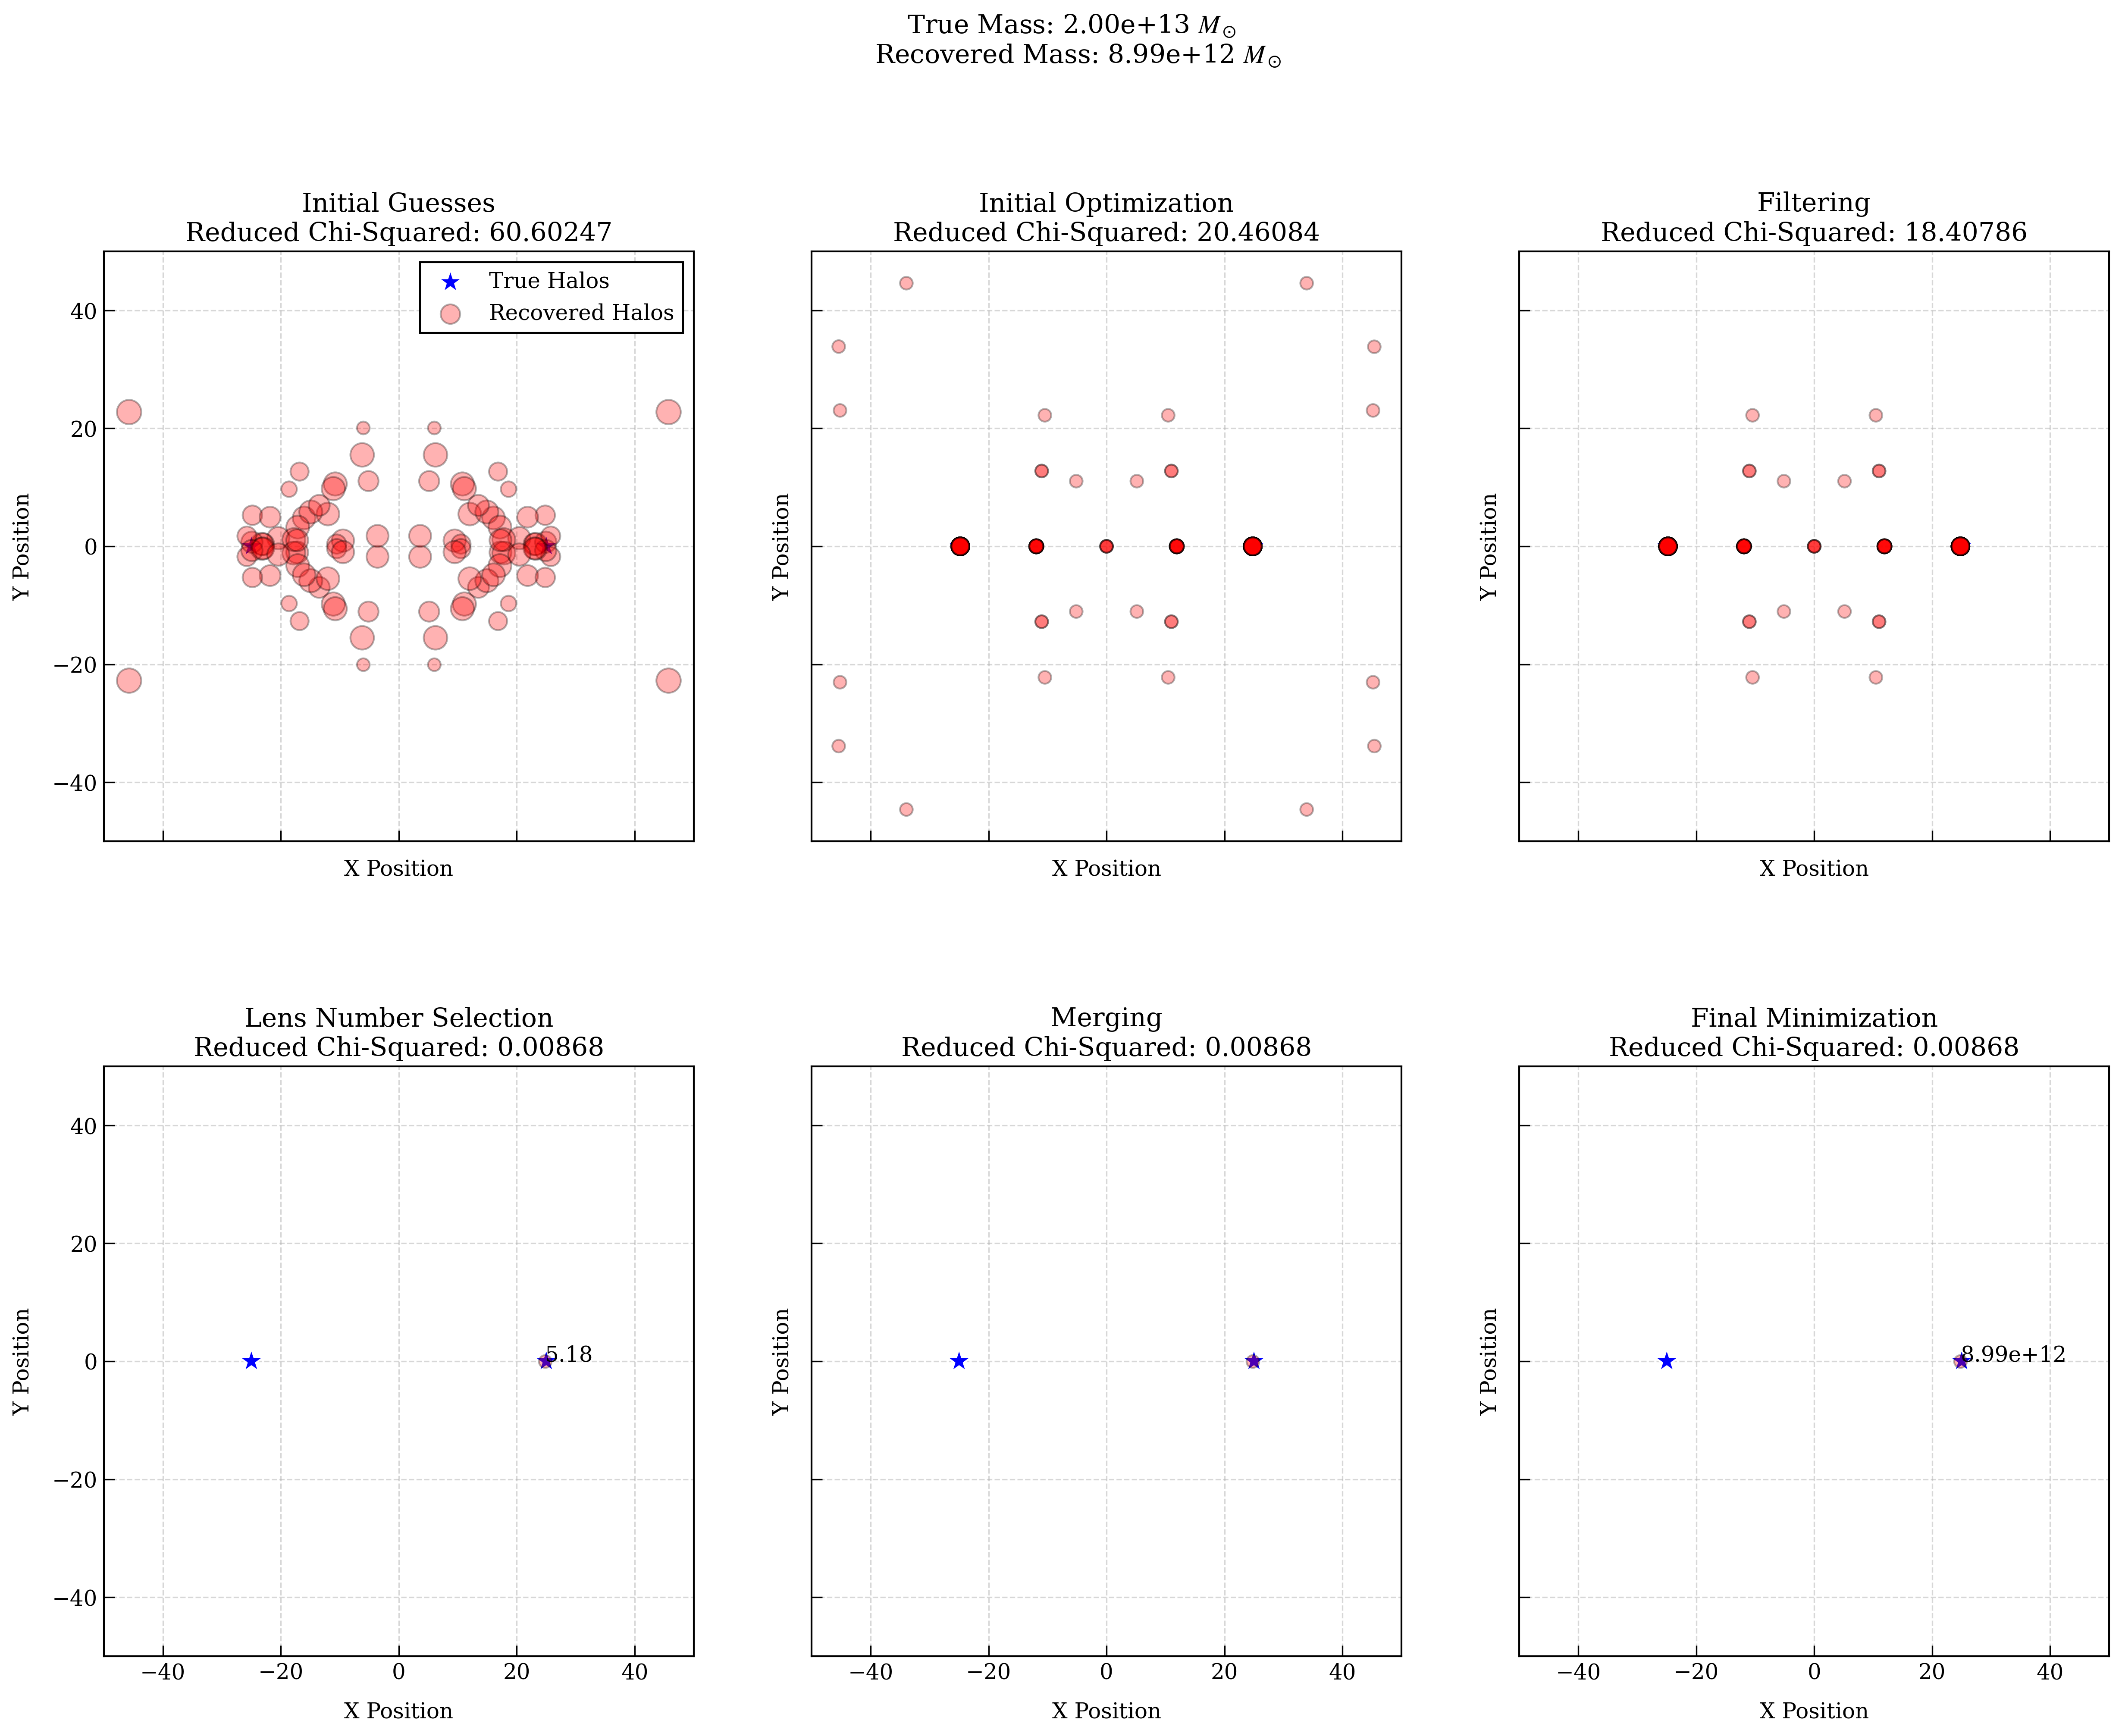 True Mass: 2.00e+13 M⊙
Recovered Mass: 8.99e+12 M⊙
Initial Guesses
Reduced Chi-Squared: 60.60247
True Halos
Recovered Halos
40
20
0
−20
−40
Y Position
X Position
Initial Optimization
Reduced Chi-Squared: 20.46084
Y Position
X Position
Filtering
Reduced Chi-Squared: 18.40786
Y Position
X Position
Lens Number Selection
Reduced Chi-Squared: 0.00868
40
20
0
−20
−40
Y Position
5.18
−40 −20 0 20 40
X Position
Merging
Reduced Chi-Squared: 0.00868
Y Position
−40 −20 0 20 40
X Position
Final Minimization
Reduced Chi-Squared: 0.00868
Y Position
8.99e+12
−40 −20 0 20 40
X Position